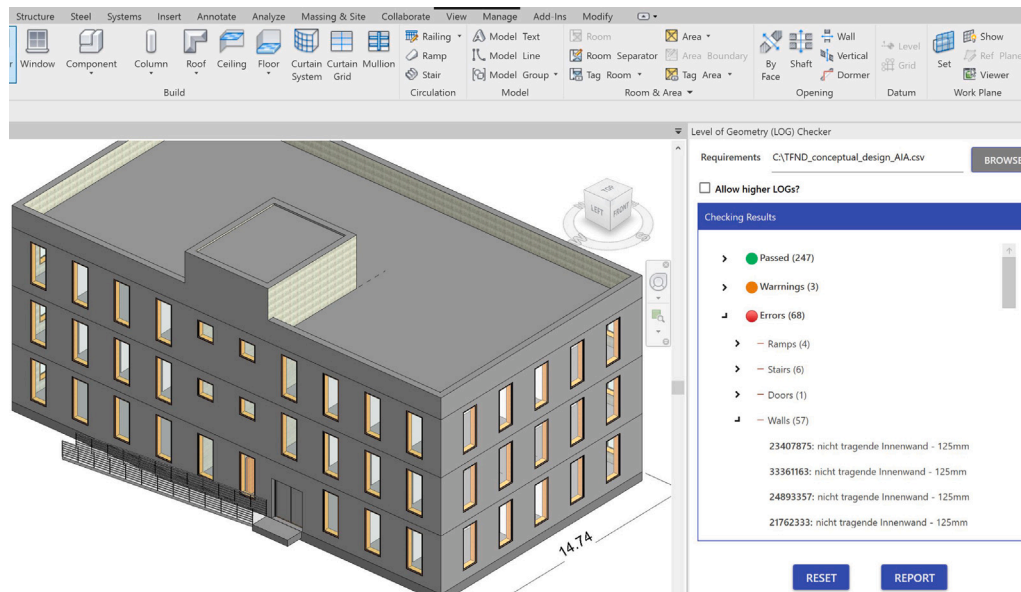 Structure Steel Systems Insert Annotate Analyze Massing & Site Collaborate View Manage Add-Ins Modify
Window Component Column Roof Ceiling Floor Curtain System Curtain Grid Mullion
Build
Railing
Ramp
Stair
Circulation
Model Text
Model Line
Model Group
Model
Room
Room Separator
Tag Room
Area
Area Boundary
Tag Area
Room & Area
By Face
Shaft
Wall
Vertical
Dormer
Opening
Level
Grid
Datum
Set
Show
Ref Plane
Viewer
Work Plane
Level of Geometry (LOG) Checker
Requirements C:\TFND_conceptual_design_AIA.csv BROWSE
Allow higher LOGs?
Checking Results
Passed (247)
Warrnings (3)
Errors (68)
Ramps (4)
Stairs (6)
Doors (1)
Walls (57)
23407875: nicht tragende Innenwand - 125mm
33361163: nicht tragende Innenwand - 125mm
24893357: nicht tragende Innenwand - 125mm
21762333: nicht tragende Innenwand - 125mm
RESET REPORT
TOP
LEFT FRONT
14.74